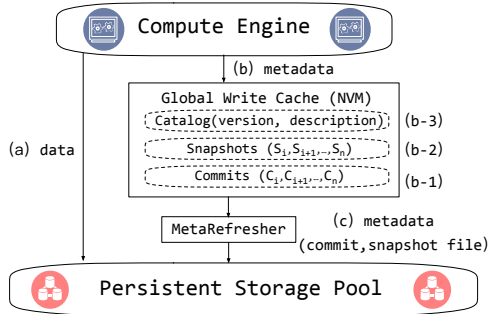 Compute Engine
(b) metadata
Global Write Cache (NVM)
Catalog(version, description)
(b-3)
(a) data
Snapshots (Si,Si+1,…,Sn)
(b-2)
Commits (Ci,Ci+1,…,Cn)
(b-1)
MetaRefresher
(c) metadata
(commit,snapshot file)
Persistent Storage Pool